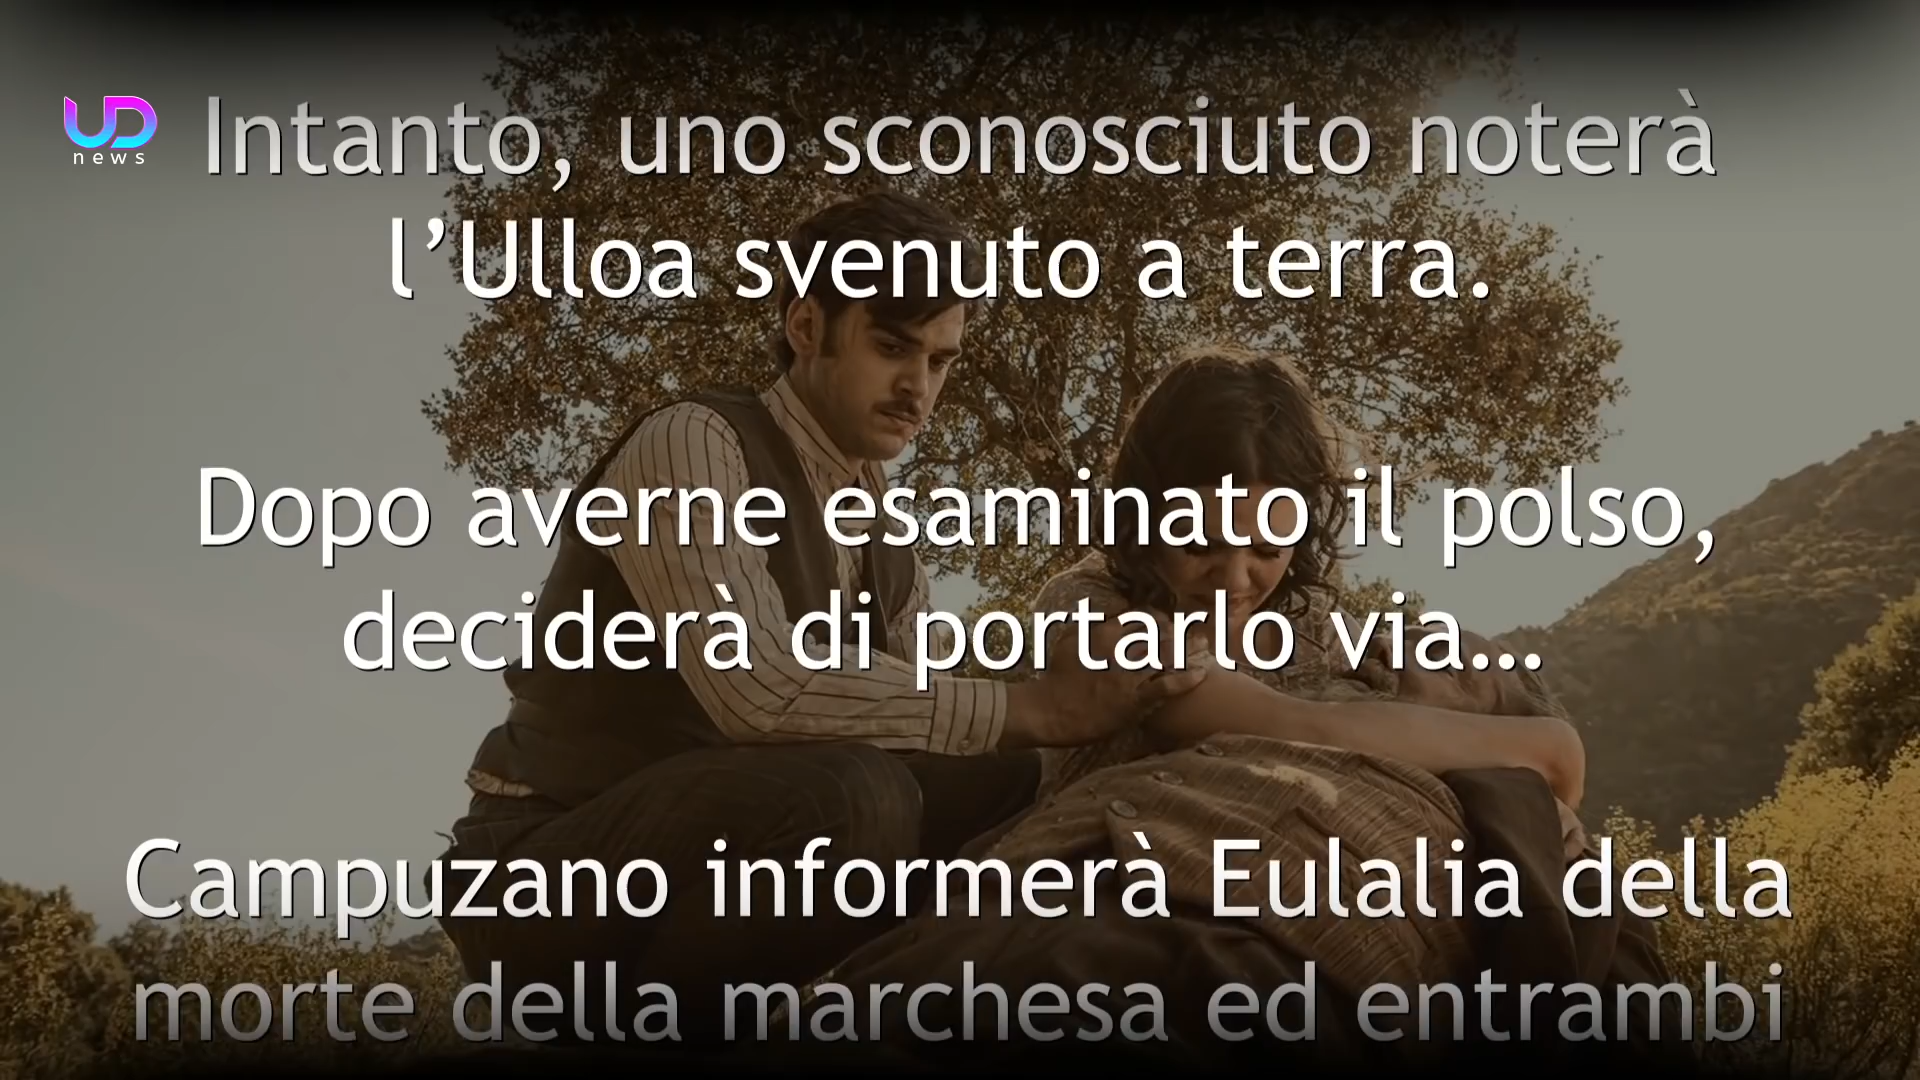 UD
news
Intanto, uno sconosciuto noterà
l’Ulloa svenuto a terra.
Dopo averne esaminato il polso,
deciderà di portarlo via...
Campuzano informerà Eulalia della
morte della marchesa ed entrambi